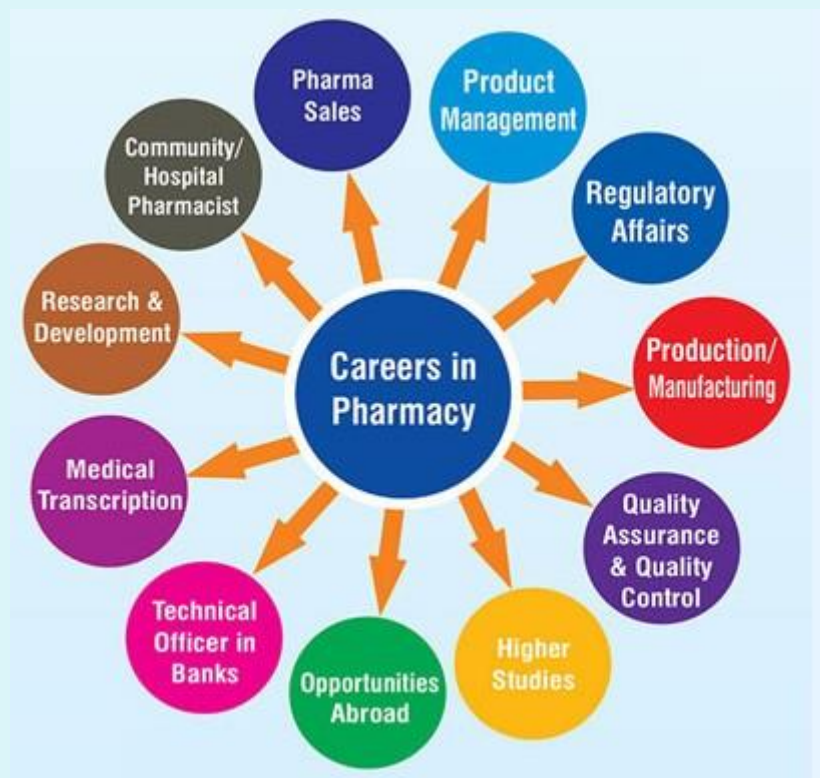 Careers in
Pharmacy
Pharma
Sales
Product
Management
Regulatory
Affairs
Production/
Manufacturing
Quality
Assurance
& Quality
Control
Higher
Studies
Opportunities
Abroad
Technical
Officer in
Banks
Medical
Transcription
Research &
Development
Community/
Hospital
Pharmacist